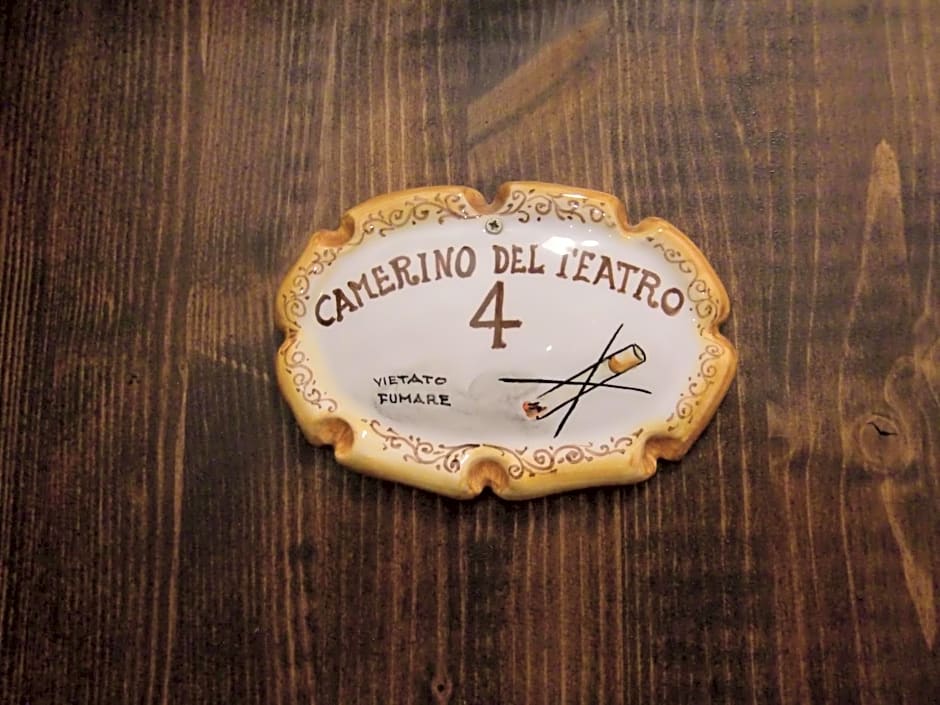 CAMERINO DEL TEATRO
4
VIETATO
FUMARE